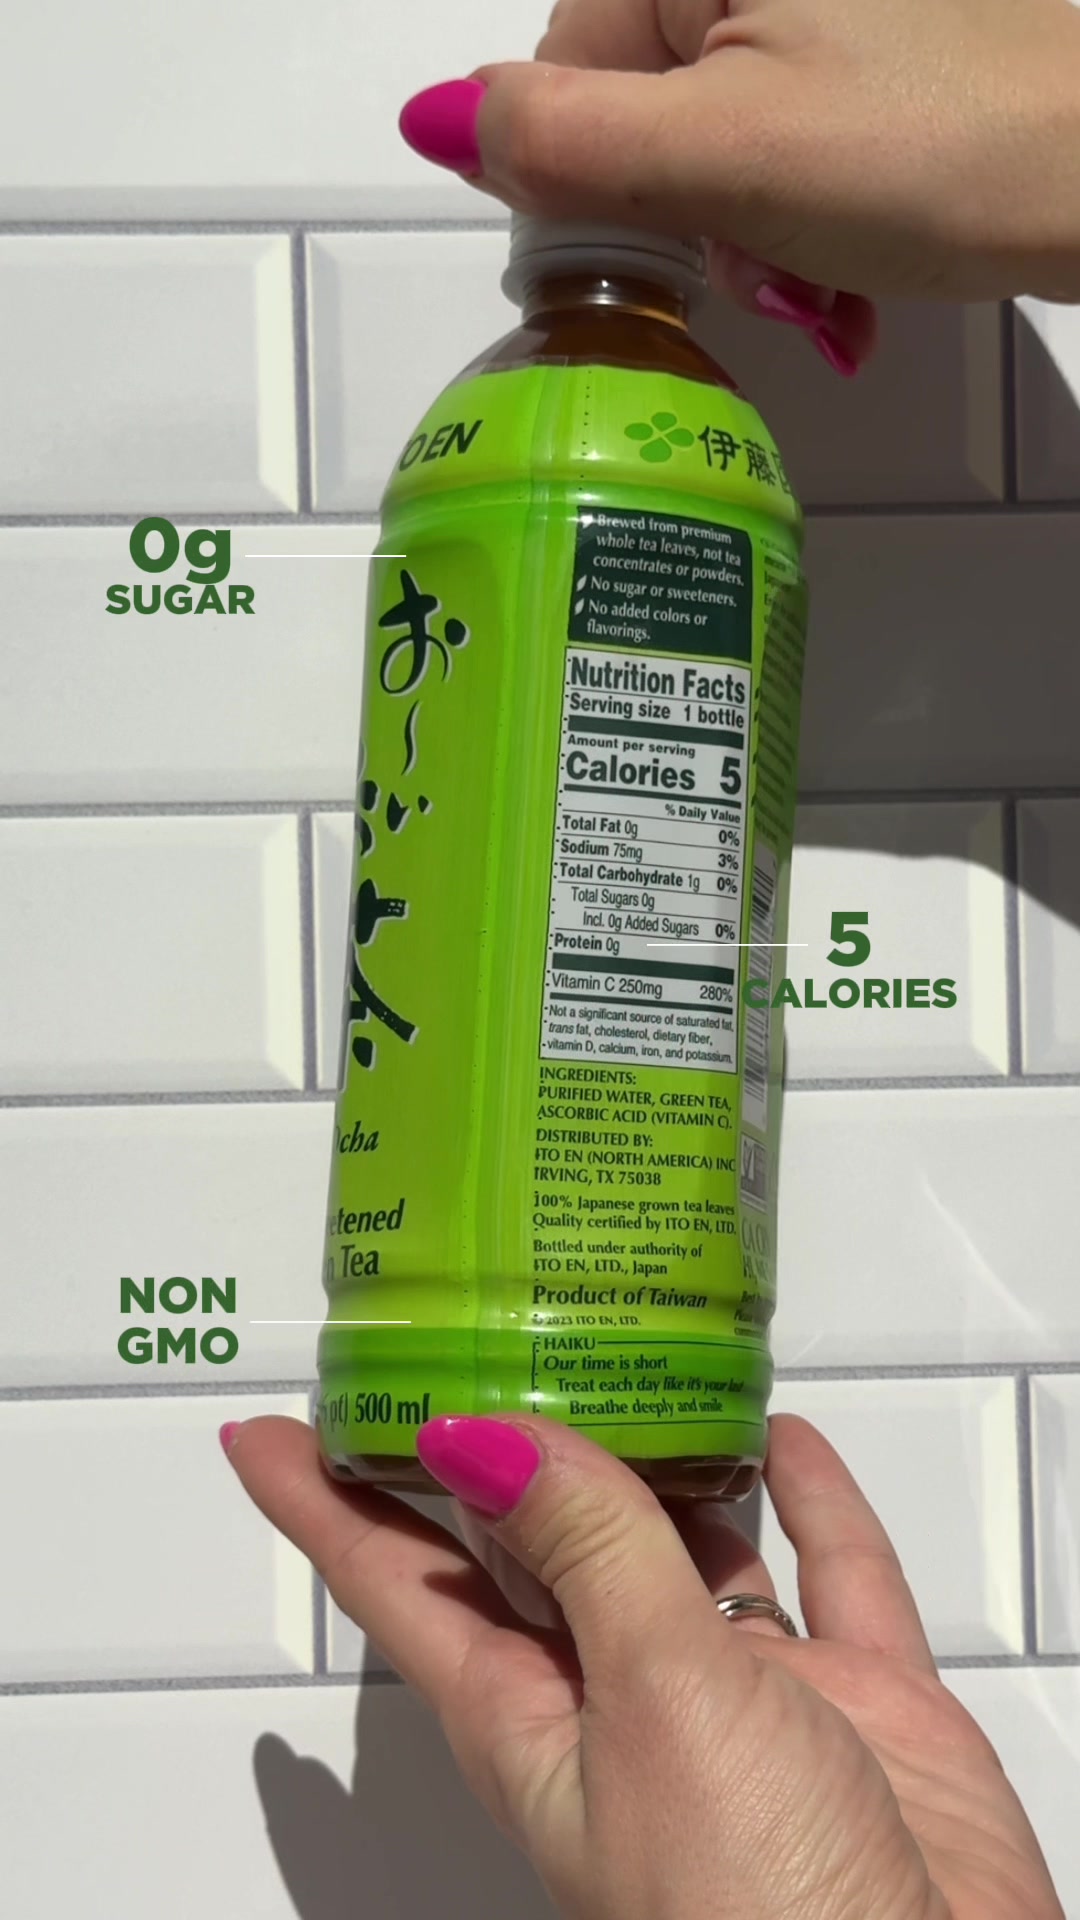 EN
伊藤
0g
SUGAR
お～いお茶
Brewed from premium
whole tea leaves, not tea
concentrates or powders.
No sugar or sweeteners.
No added colors or
flavorings.
Nutrition Facts
Serving size 1 bottle
Amount per serving
Calories 5
% Daily Value
Total Fat 0g 0%
Sodium 75mg 3%
Total Carbohydrate 1g 0%
Total Sugars 0g
Incl. 0g Added Sugars 0%
Protein 0g
Vitamin C 250mg 280%
Not a significant source of saturated fat,
trans fat, cholesterol, dietary fiber,
vitamin D, calcium, iron, and potassium.
5
CALORIES
INGREDIENTS:
PURIFIED WATER, GREEN TEA,
ASCORBIC ACID (VITAMIN C).
DISTRIBUTED BY:
ITO EN (NORTH AMERICA) INC
IRVING, TX 75038
100% Japanese grown tea leaves
Quality certified by ITO EN, LTD.
Bottled under authority of
ITO EN, LTD., Japan
Product of Taiwan
© 2023 ITO EN, LTD.
HAIKU
Our time is short
Treat each day like it's your last
Breathe deeply and smile
cha
etened
Tea
NON
GMO
pt) 500 ml